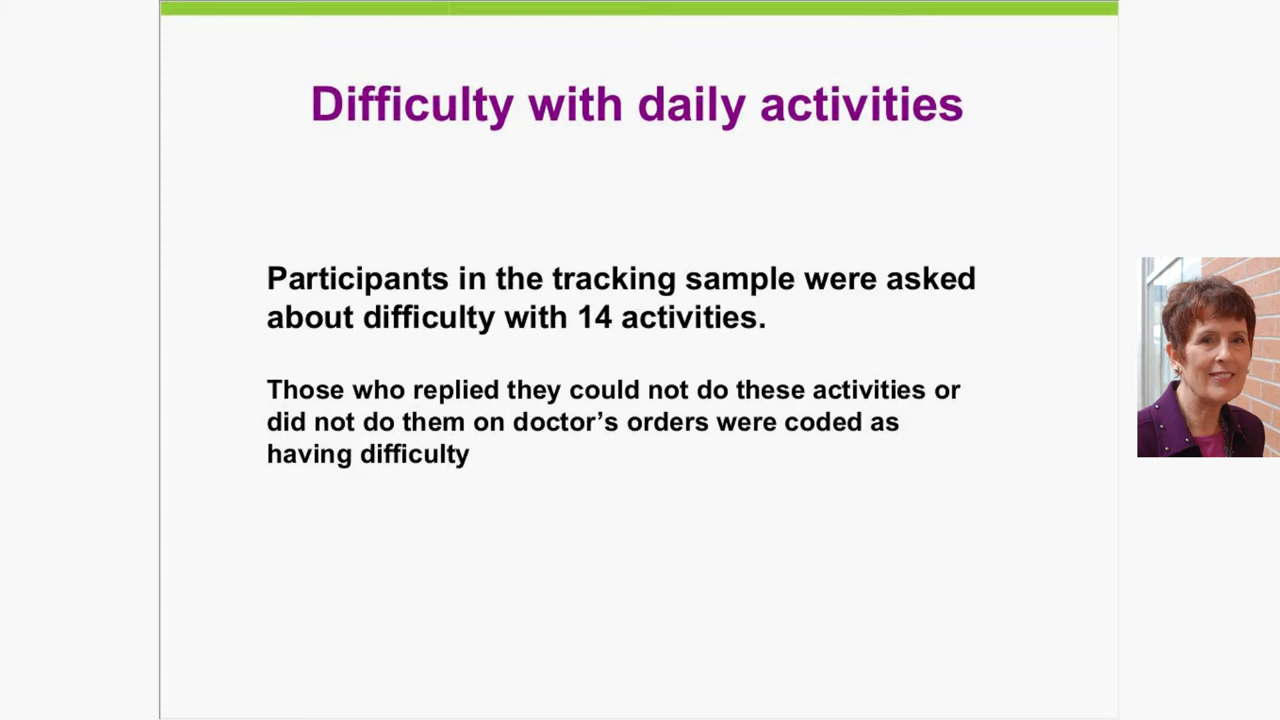 Difficulty with daily activities
Participants in the tracking sample were asked
about difficulty with 14 activities.
Those who replied they could not do these activities or
did not do them on doctor’s orders were coded as
having difficulty